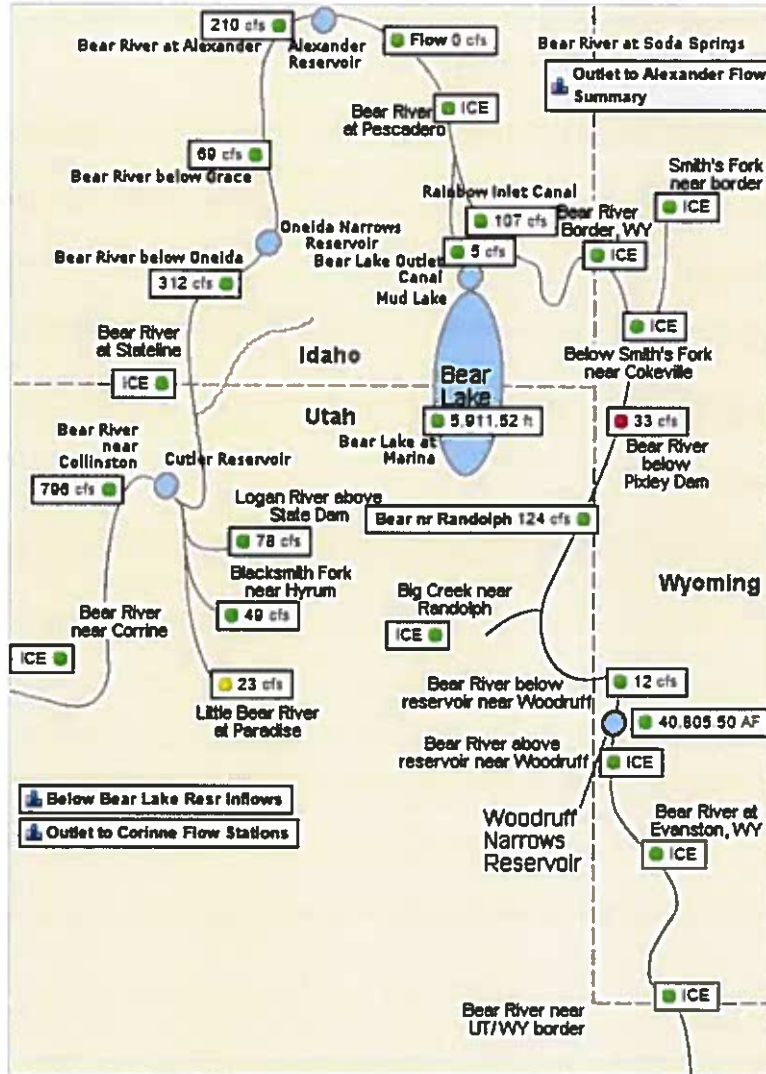 210 cfs
Bear River at Alexander
Alexander
Reservoir
Flow 0 cfs
Bear River at Soda Springs
Outlet to Alexander Flow
Summary
Bear River
at Pescadero
ICE
69 cfs
Bear River below Grace
Smith's Fork
near border
ICE
Rainbow Inlet Canal
107 cfs
Bear River
Border, WY
ICE
Oneida Narrows
Reservoir
Bear River below Oneida
312 cfs
5 cfs
Bear Lake Outlet
Canal
Mud Lake
Bear River
at Stateline
ICE
Idaho
Utah
ICE
Below Smith's Fork
near Cokeville
Bear
Lake
5,911.52 ft
Bear Lake at
Marina
33 cfs
Bear River
below
Pixley Dam
Bear River
near
Collinston
796 cfs
Cutler Reservoir
Logan River above
State Dam
78 cfs
Bear nr Randolph 124 cfs
Blacksmith Fork
near Hyrum
49 cfs
Big Creek near
Randolph
ICE
Wyoming
Bear River
near Corrine
ICE
23 cfs
Little Bear River
at Paradise
Bear River below
reservoir near Woodruff
12 cfs
40,805.50 AF
Bear River above
reservoir near Woodruff
ICE
Below Bear Lake Resr Inflows
Outlet to Corinne Flow Stations
Woodruff
Narrows
Reservoir
Bear River at
Evanston, WY
ICE
ICE
Bear River near
UT/WY border